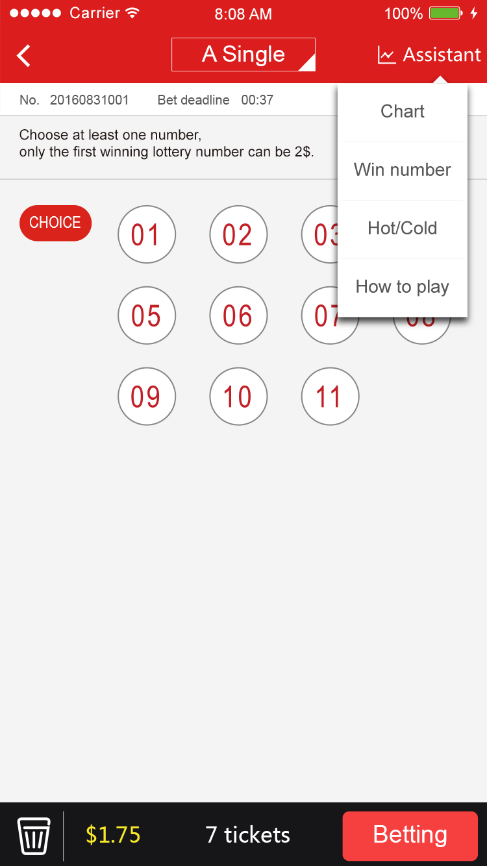 Carrier 8:08 AM 100%
A Single Assistant
No. 20160831001 Bet deadline 00:37
Chart
Choose at least one number,
only the first winning lottery number can be 2$.
Win number
CHOICE 01 02 03
Hot/Cold
How to play
05 06 07 08
09 10 11
$1.75 7 tickets Betting